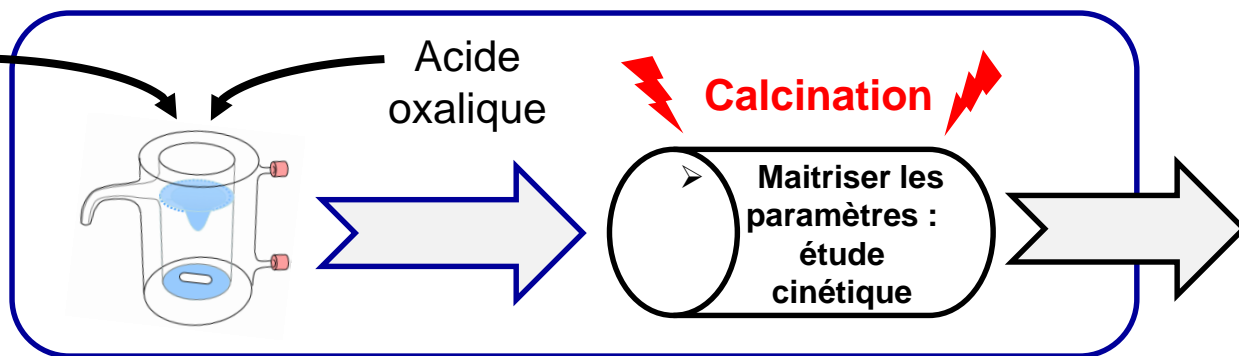 Acide
oxalique
Calcination
➢ Maitriser les
paramètres :
étude
cinétique